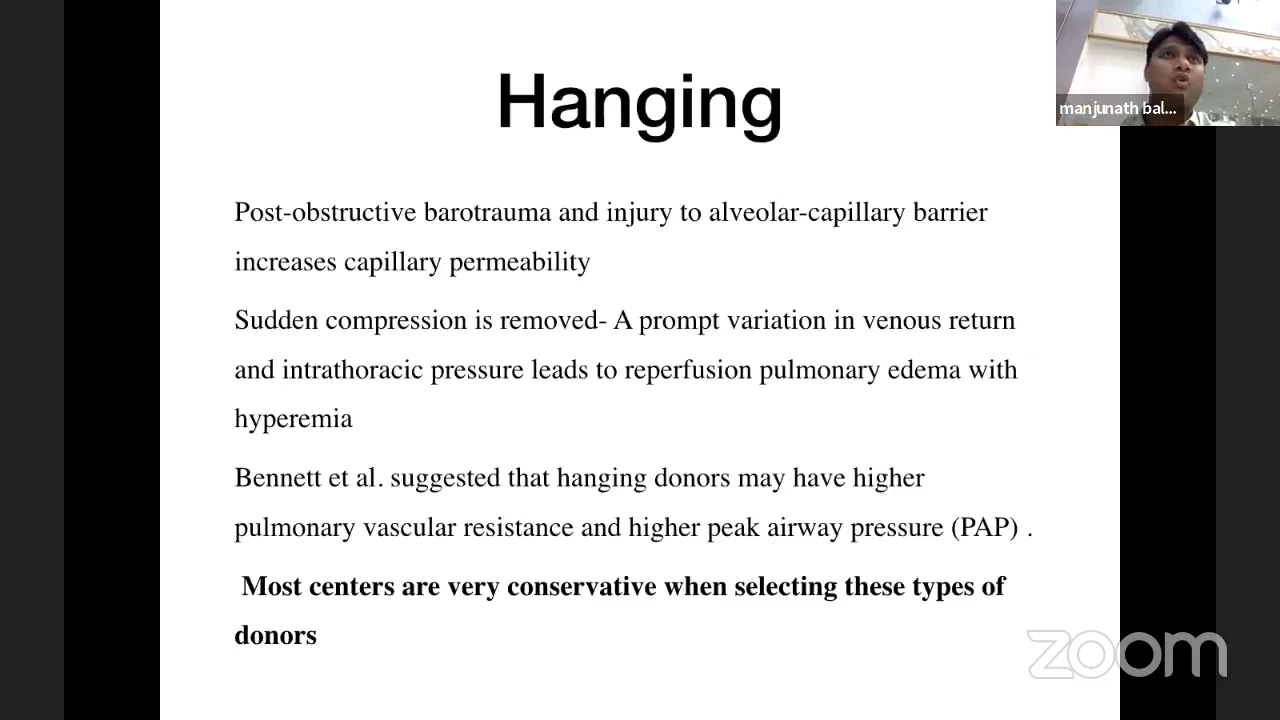 Hanging
manjunath bal...
Post-obstructive barotrauma and injury to alveolar-capillary barrier
increases capillary permeability
Sudden compression is removed- A prompt variation in venous return
and intrathoracic pressure leads to reperfusion pulmonary edema with
hyperemia
Bennett et al. suggested that hanging donors may have higher
pulmonary vascular resistance and higher peak airway pressure (PAP) .
Most centers are very conservative when selecting these types of
donors
zoom